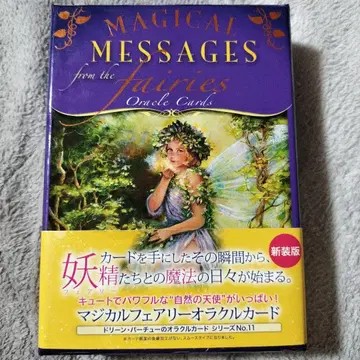 MAGICAL
MESSAGES
from the
fairies
Oracle Cards
新装版
カードを手にしたその瞬間から、
妖精たちとの魔法の日々が始まる。
キュートでパワフルな"自然の天使"がいっぱい!
マジカルフェアリーオラクルカード
ドリーン・バーチューのオラクルカード シリーズNo.11